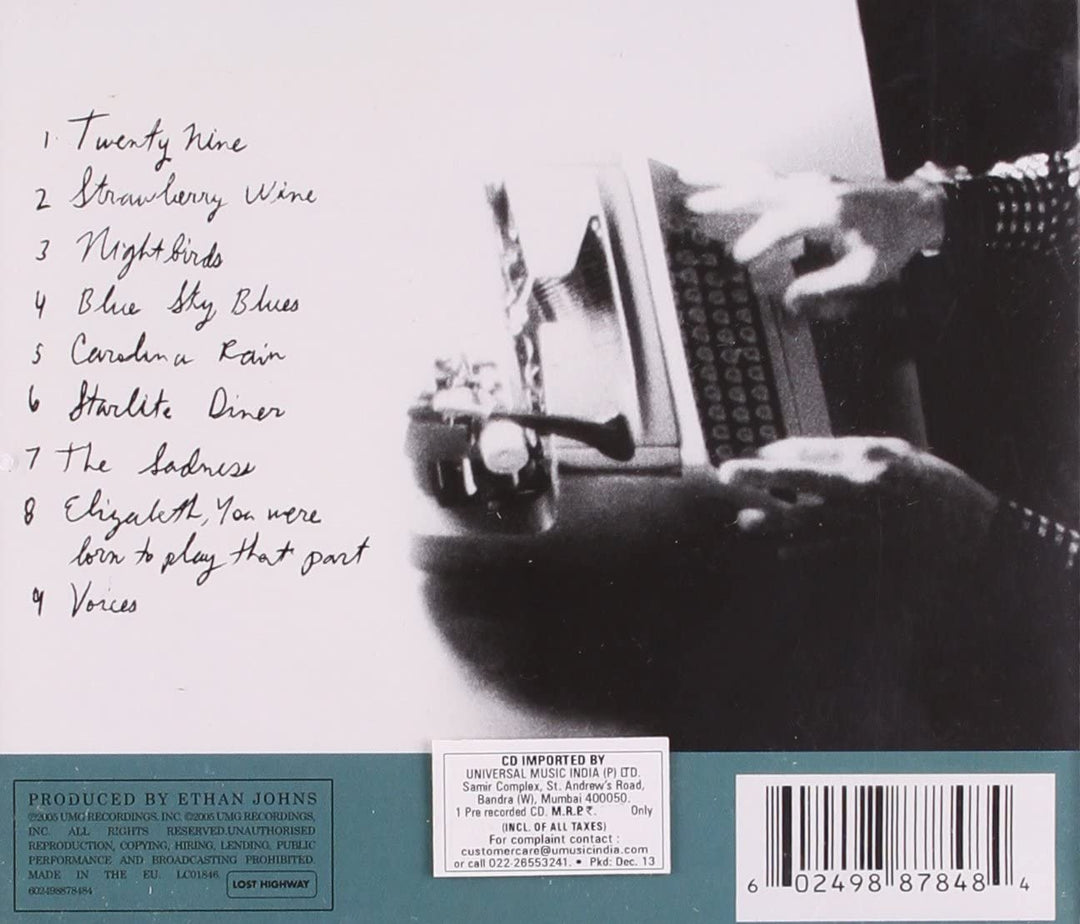 1 Twenty Nine
2 Strawberry Wine
3 Nightbirds
4 Blue Sky Blues
5 Carolina Rain
6 Starlite Diner
7 The Sadness
8 Elizabeth, You were
born to play that part
9 Voices
PRODUCED BY ETHAN JOHNS
℗2005 UMG RECORDINGS, INC. ©2005 UMG RECORDINGS,
INC. ALL RIGHTS RESERVED.UNAUTHORISED
REPRODUCTION, COPYING, HIRING, LENDING, PUBLIC
PERFORMANCE AND BROADCASTING PROHIBITED.
MADE IN THE EU. LC01846.
602498878484
LOST HIGHWAY
CD IMPORTED BY
UNIVERSAL MUSIC INDIA (P) LTD.
Samir Complex, St. Andrew's Road,
Bandra (W), Mumbai 400050.
1 Pre recorded CD. M.R.P ₹. Only
(INCL. OF ALL TAXES)
For complaint contact :
customercare@umusicindia.com
or call 022-26553241. • Pkd: Dec. 13
6 02498 87848 4